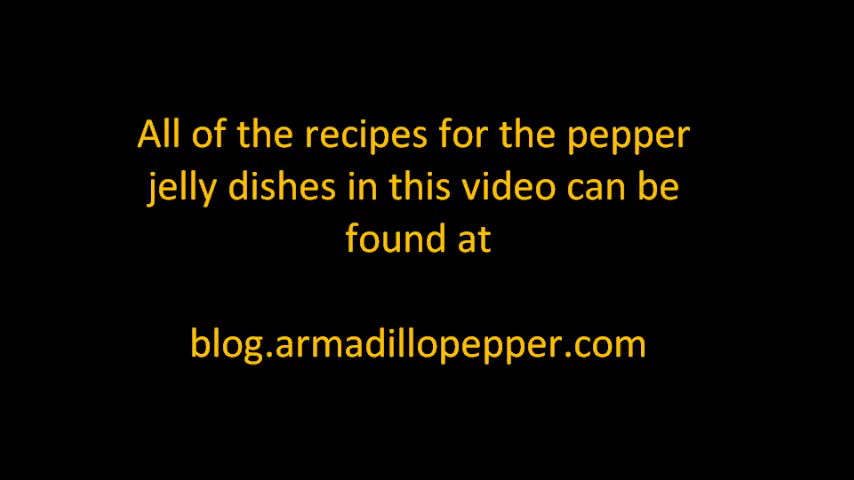 All of the recipes for the pepper
jelly dishes in this video can be
found at
blog.armadillopepper.com